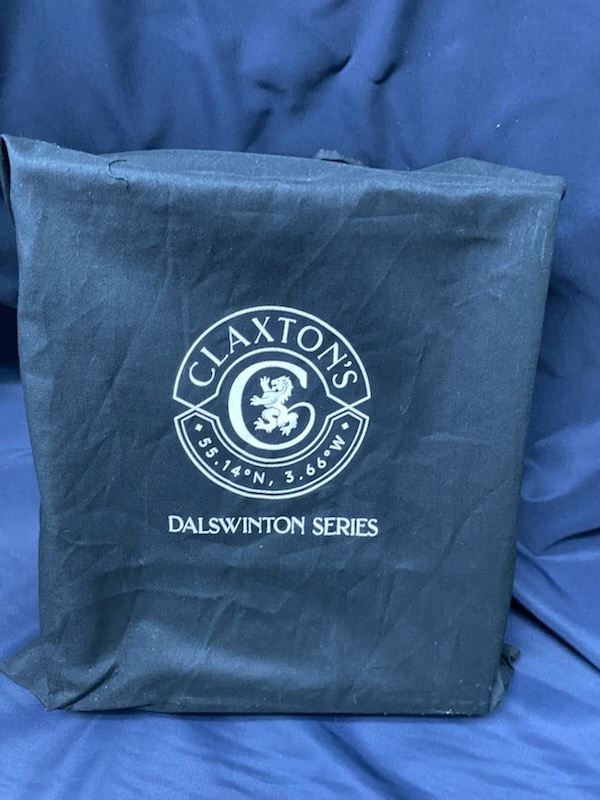 CLAXTON'S
C
• 55.14°N, 3.66°W •
DALSWINTON SERIES